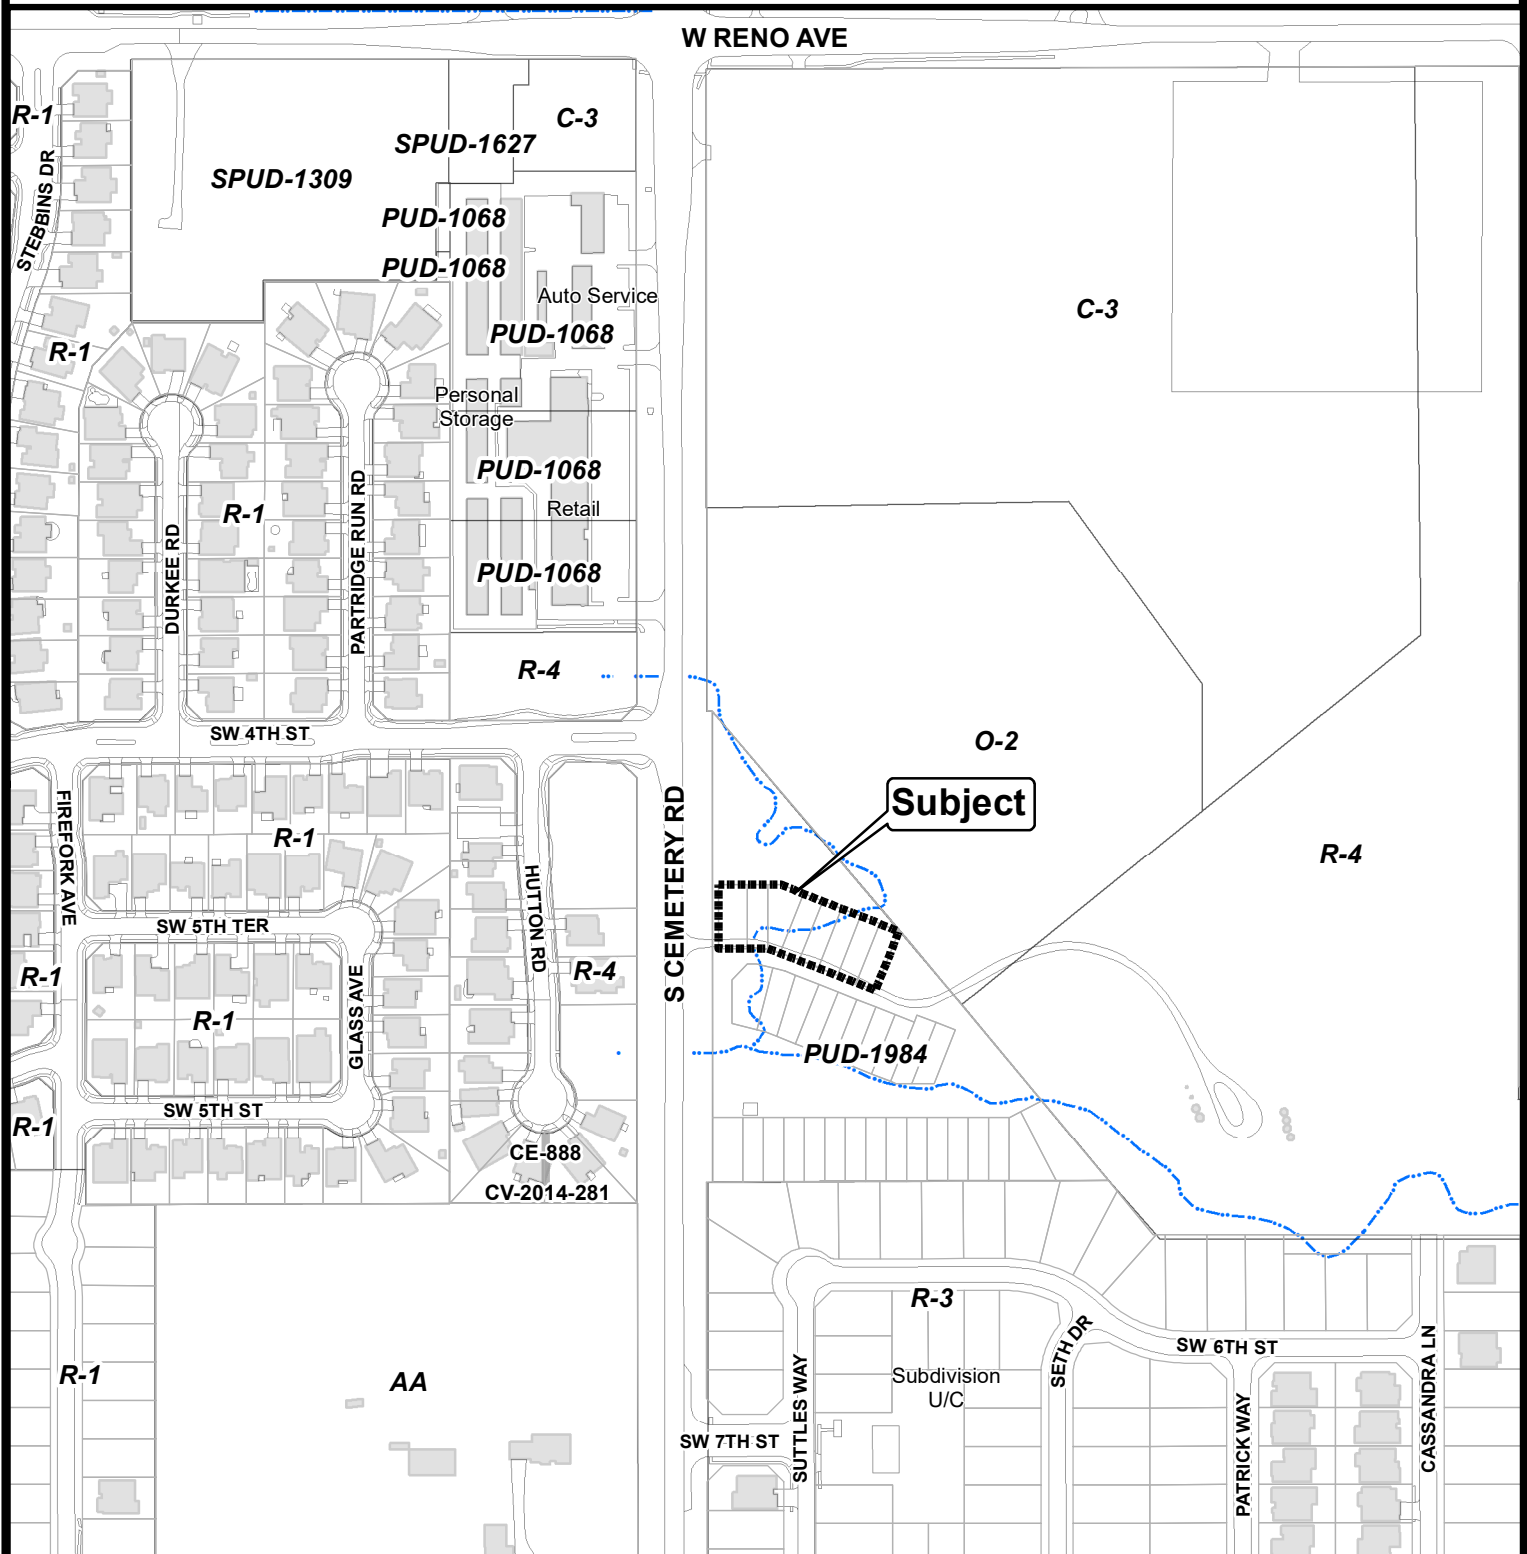 W RENO AVE
R-1
C-3
SPUD-1627
STEBBINS DR
SPUD-1309
PUD-1068
PUD-1068
Auto Service
C-3
PUD-1068
R-1
Personal
Storage
PUD-1068
Retail
R-1
DURKEE RD
PARTRIDGE RUN RD
PUD-1068
R-4
SW 4TH ST
O-2
Subject
FIREFORK AVE
R-1
S CEMETERY RD
R-4
HUTTON RD
SW 5TH TER
R-1
R-4
GLASS AVE
R-1
PUD-1984
SW 5TH ST
R-1
CE-888
CV-2014-281
R-3
SETH DR
SW 6TH ST
CASSANDRA LN
R-1
AA
Subdivision
U/C
SUTTLES WAY
PATRICK WAY
SW 7TH ST